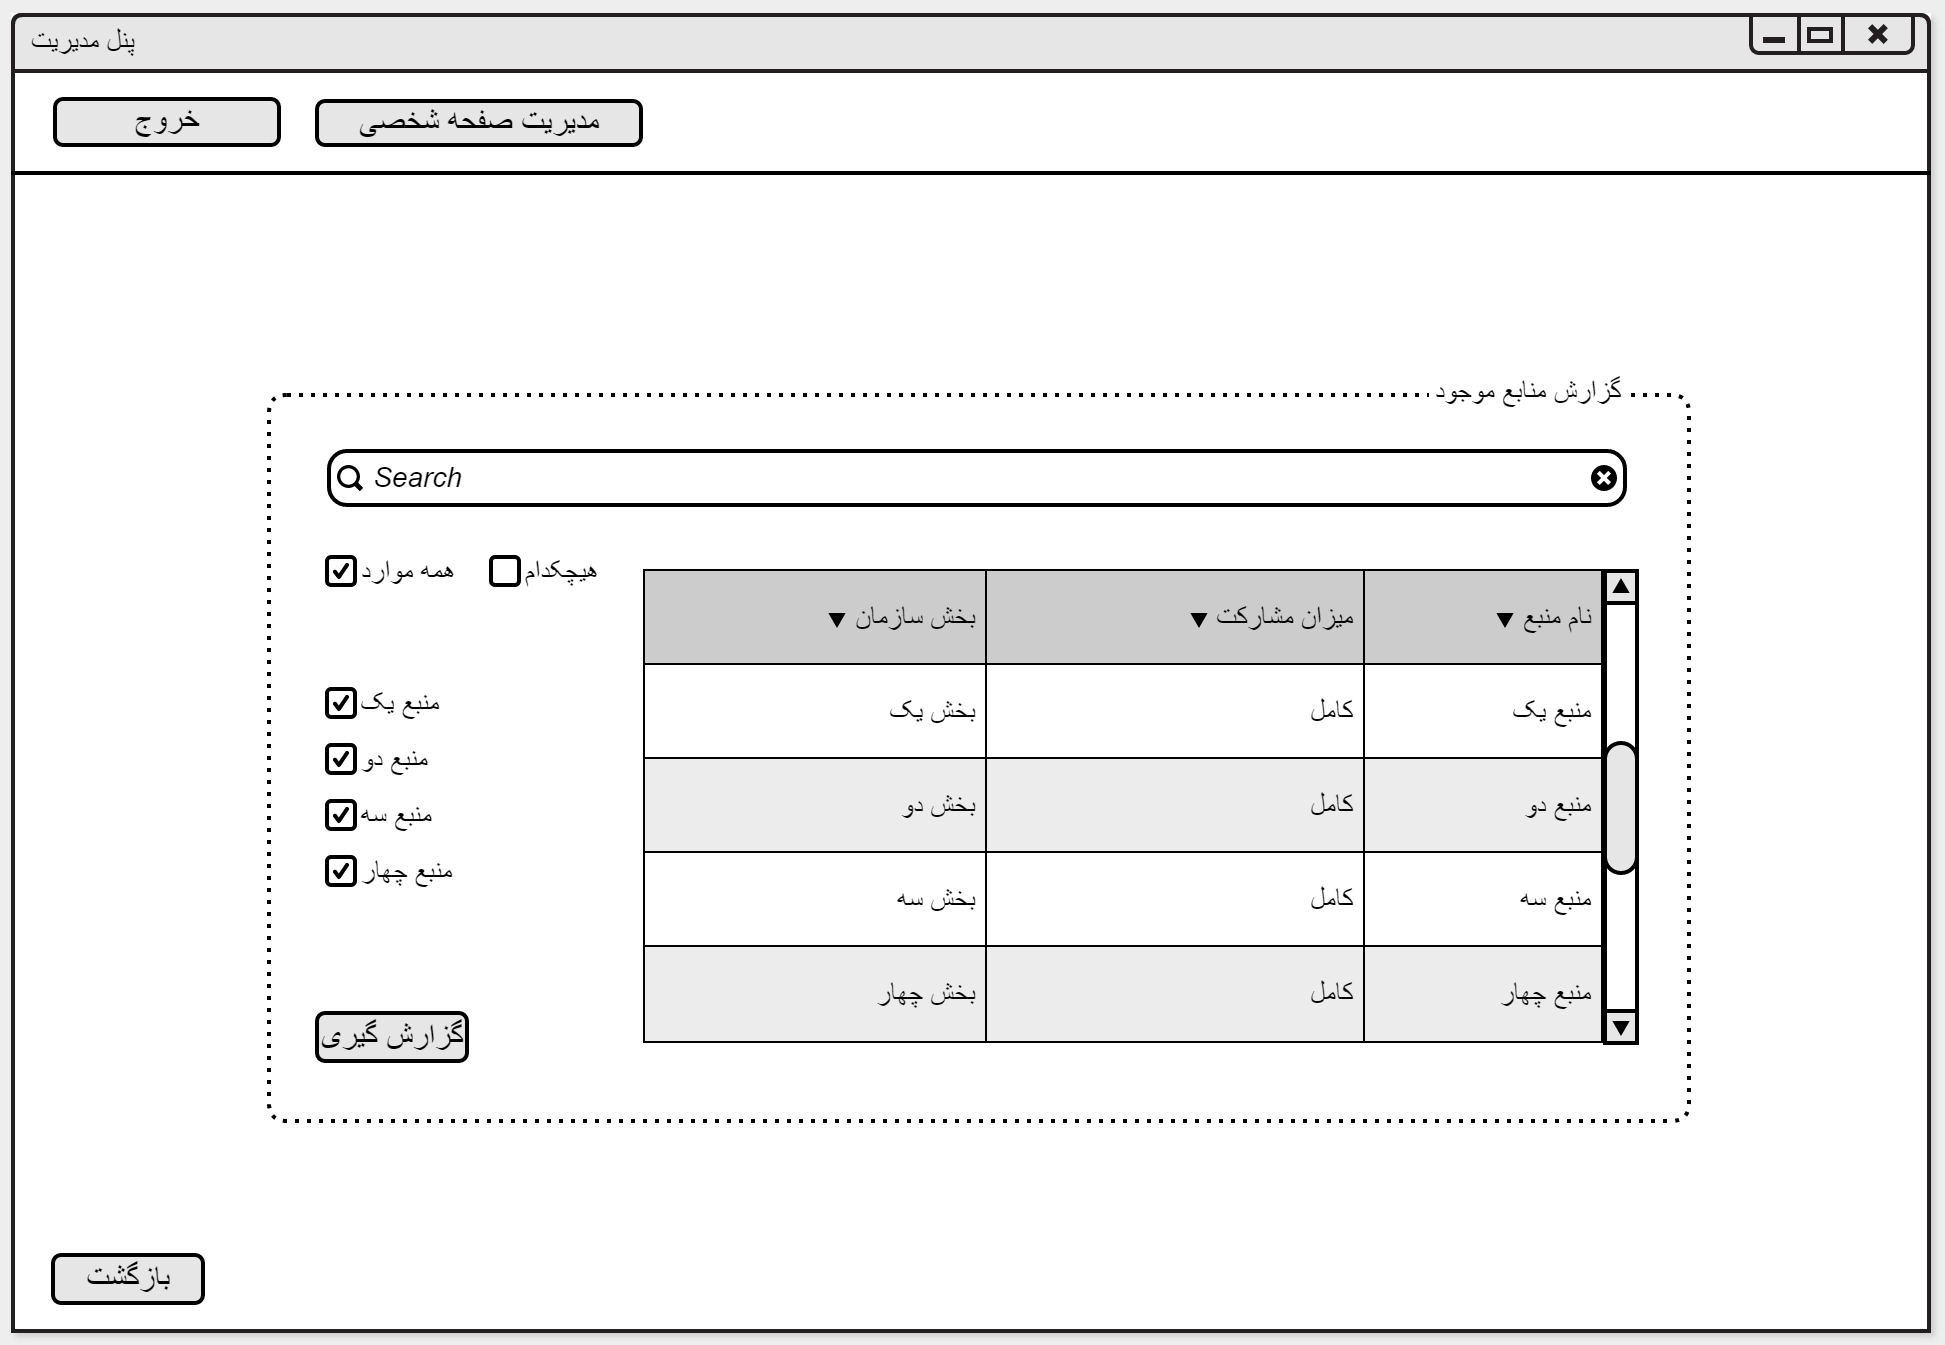 پنل مدیریت
خروج
مدیریت صفحه شخصی
گزارش منابع موجود
Search
همه موارد
هیچکدام
نام منبع ▼ میزان مشارکت ▼ بخش سازمان ▼
منبع یک کامل بخش یک
منبع دو کامل بخش دو
منبع سه کامل بخش سه
منبع چهار کامل بخش چهار
منبع یک
منبع دو
منبع سه
منبع چهار
گزارش گیری
بازگشت